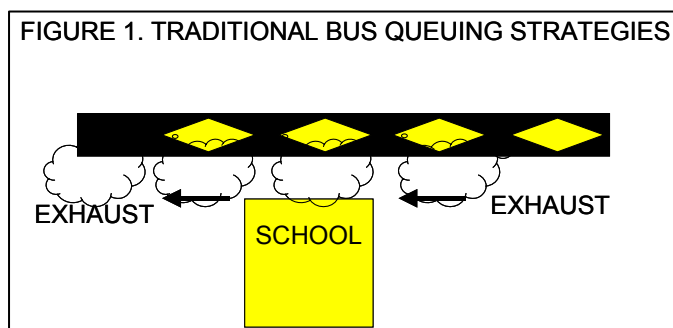 FIGURE 1. TRADITIONAL BUS QUEUING STRATEGIES
EXHAUST
EXHAUST
SCHOOL